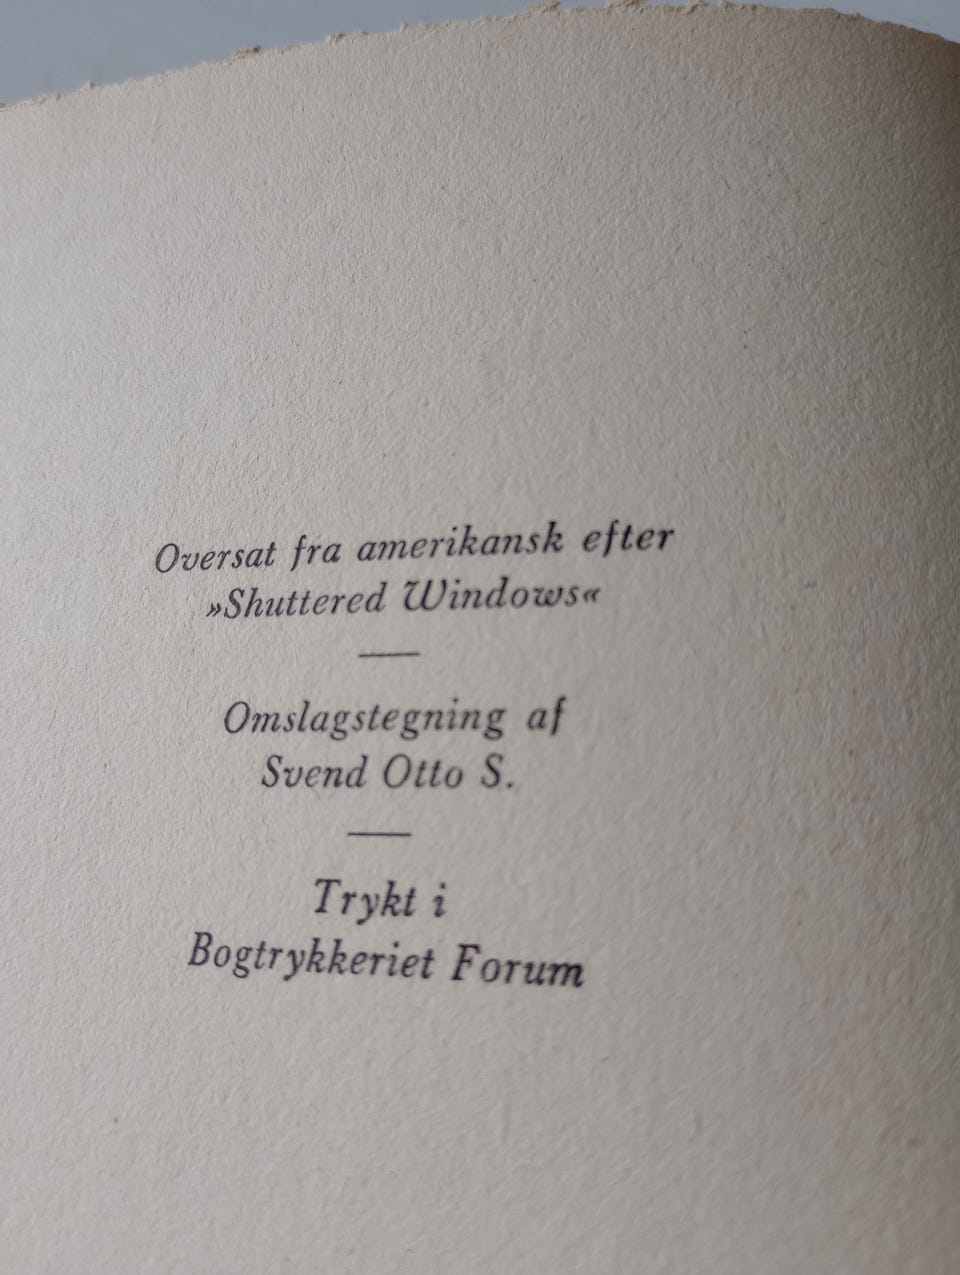 Oversat fra amerikansk efter
»Shuttered Windows«
Omslagstegning af
Svend Otto S.
Trykt i
Bogtrykkeriet Forum